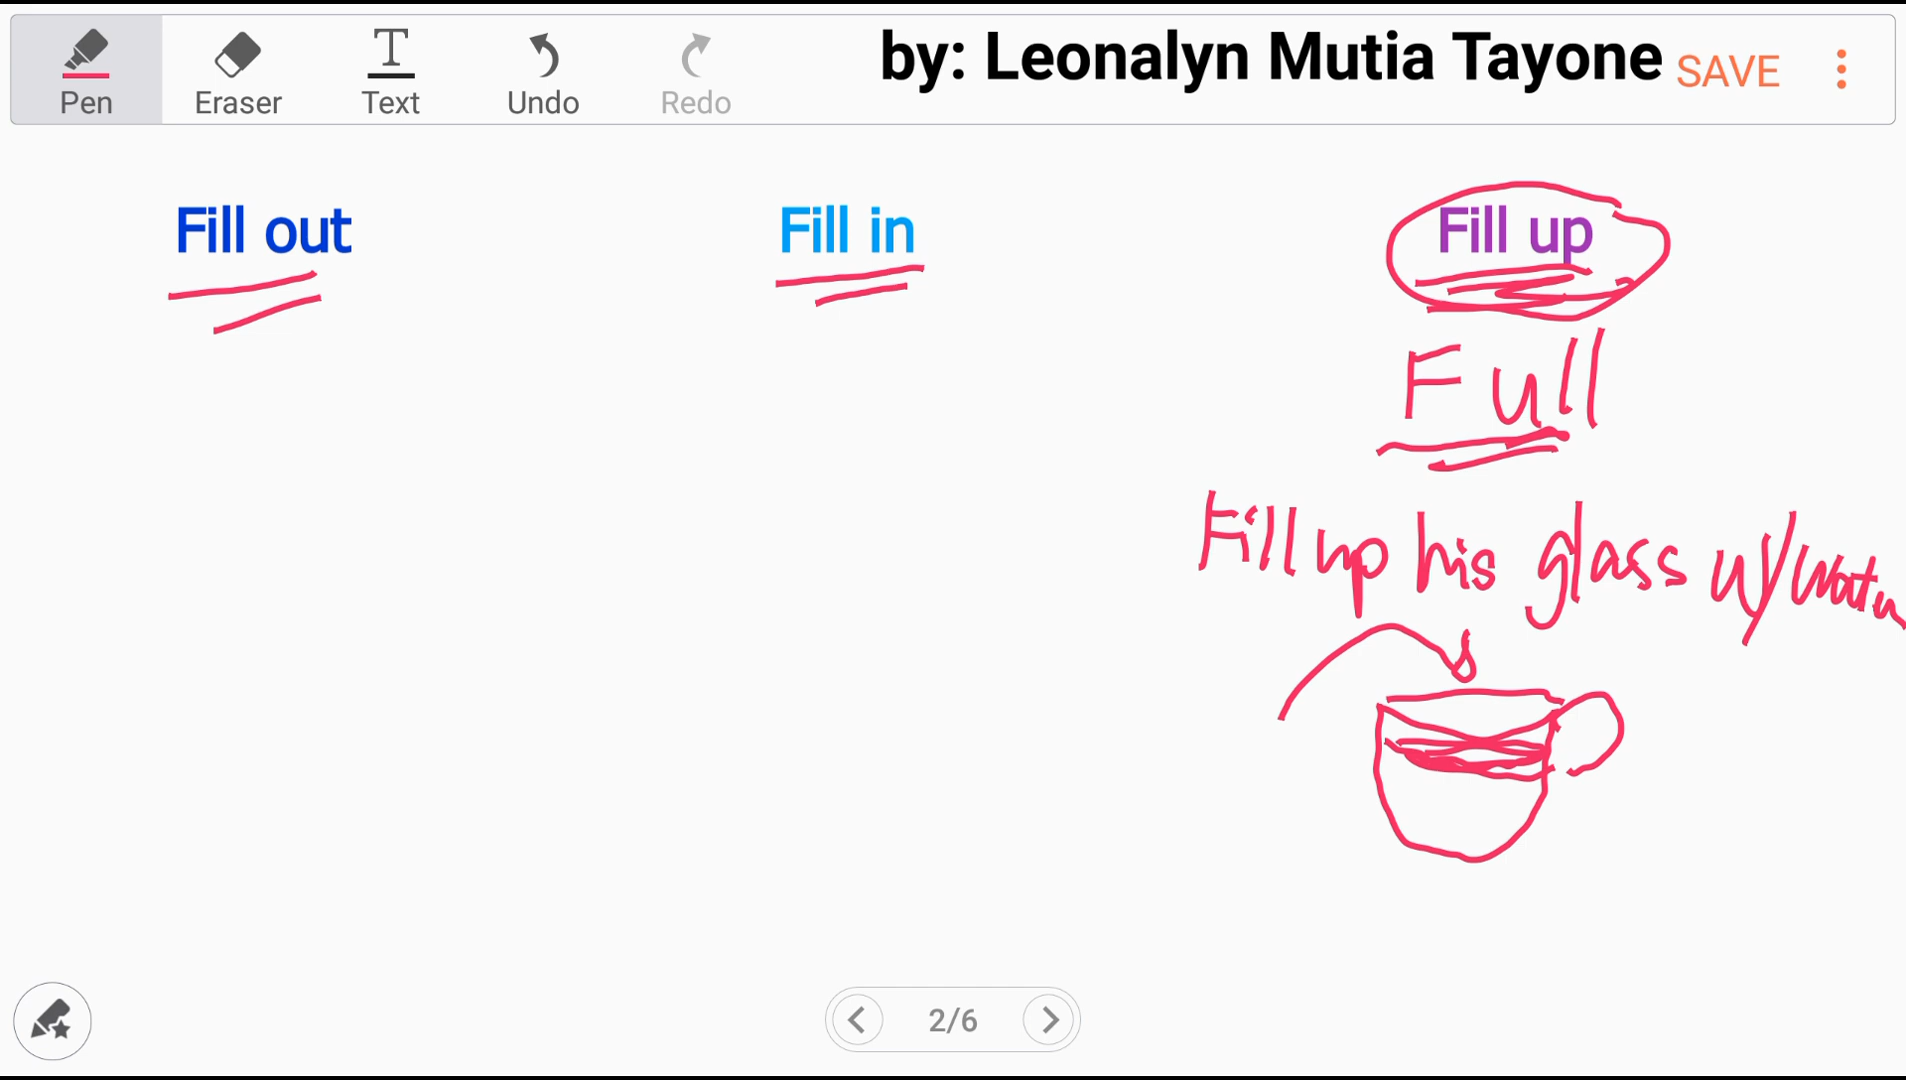 by: Leonalyn Mutia Tayone SAVE
Pen Eraser Text Undo Redo
Fill out Fill in Fill up
Full
Fill up his glass w/water
2/6